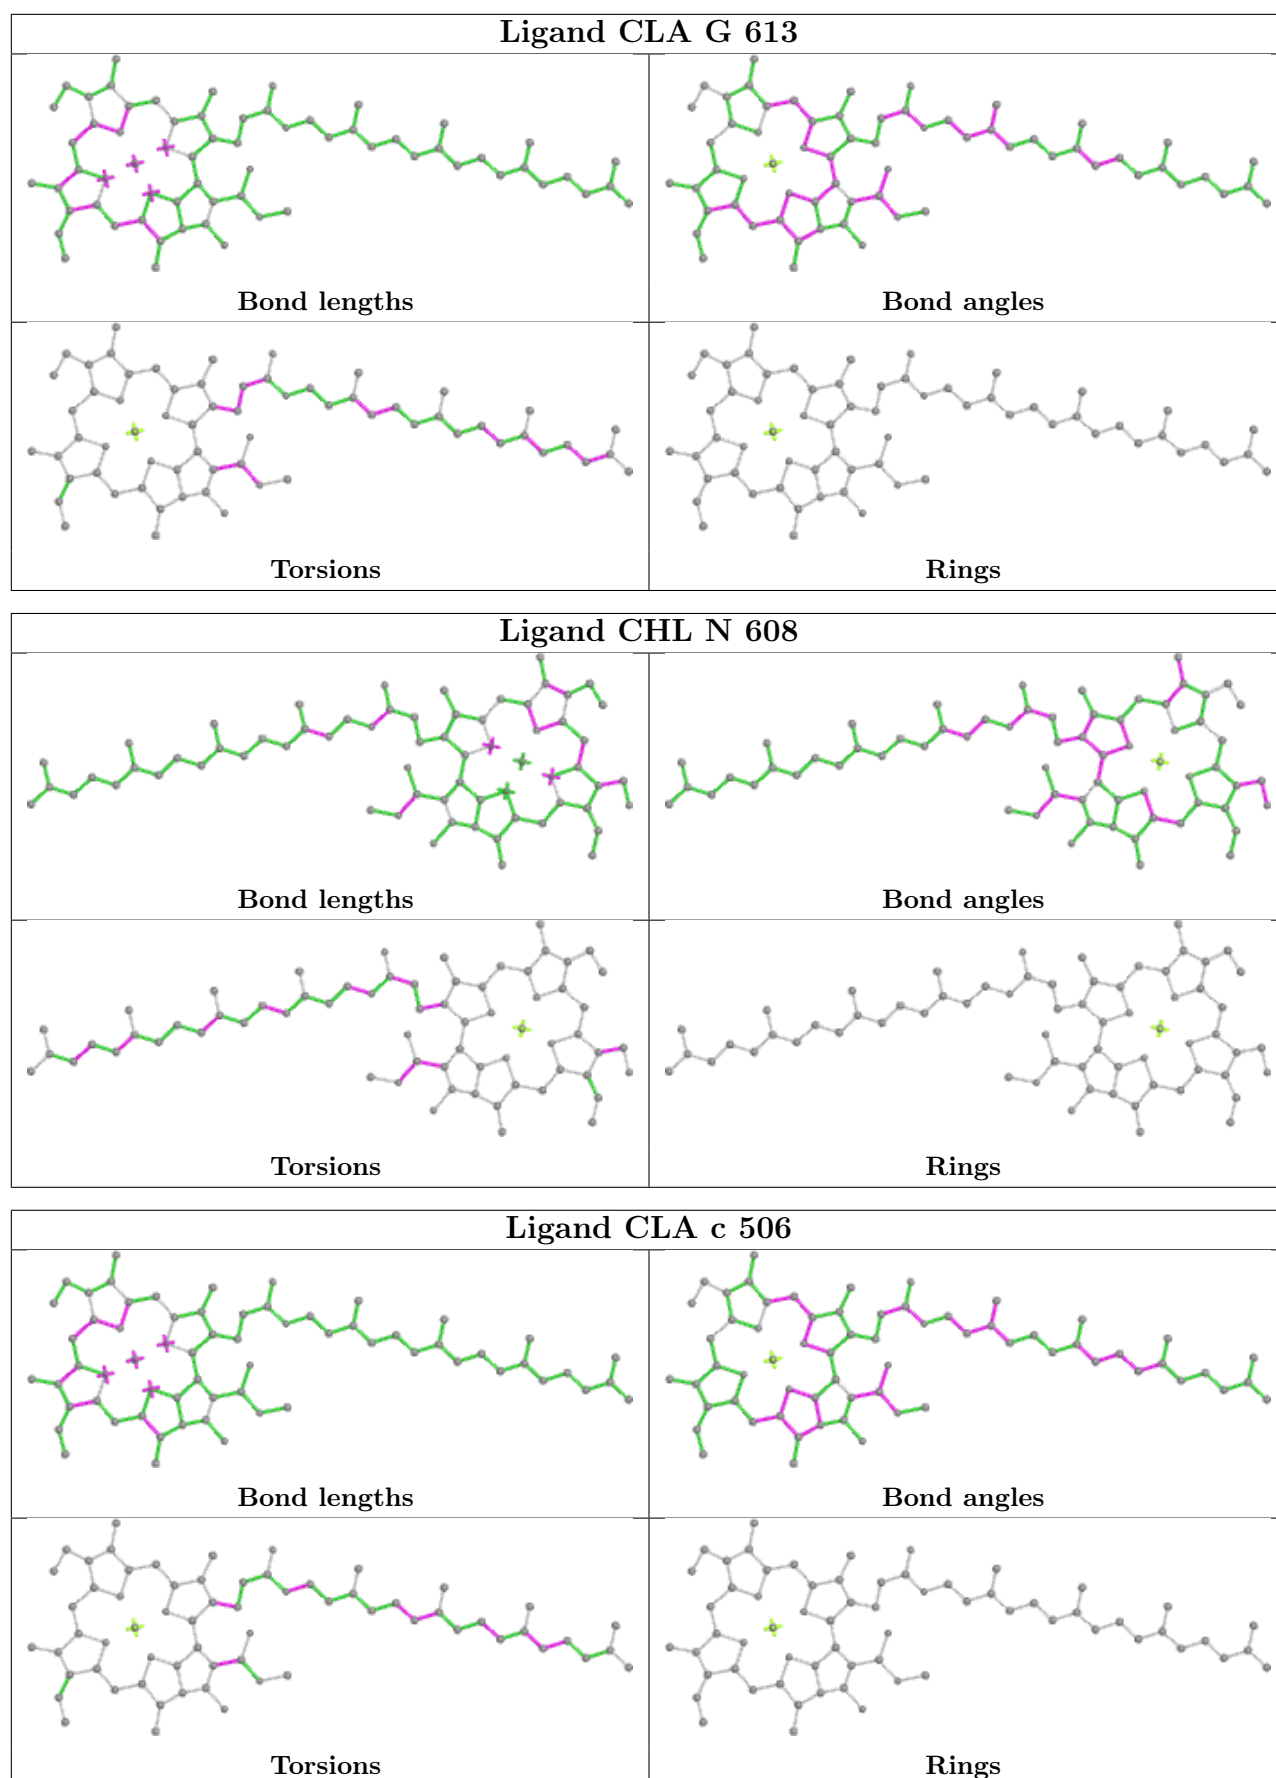 Ligand CLA G 613
Bond lengths
Bond angles
Torsions
Rings
Ligand CHL N 608
Bond lengths
Bond angles
Torsions
Rings
Ligand CLA c 506
Bond lengths
Bond angles
Torsions
Rings